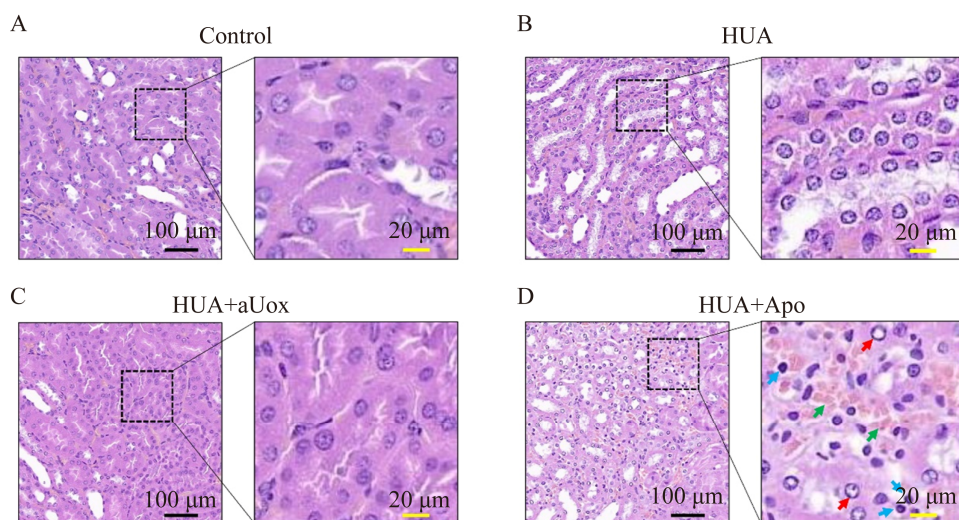 A
Control
100 μm
20 μm
B
HUA
100 μm
20 μm
C
HUA+aUox
100 μm
20 μm
D
HUA+Apo
100 μm
20 μm